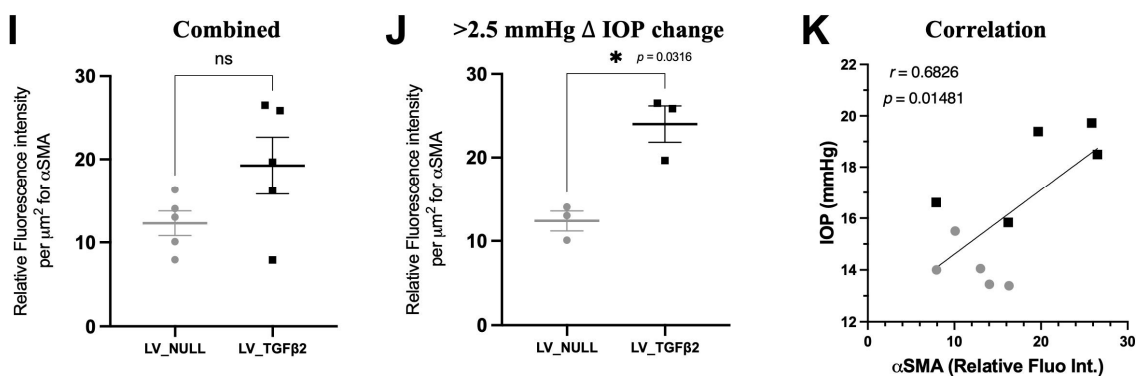 I
Combined
ns
Relative Fluorescence intensity
per μm² for αSMA
30
20
10
0
LV_NULL
LV_TGFβ2
J
>2.5 mmHg Δ IOP change
* p = 0.0316
Relative Fluorescence intensity
per μm² for αSMA
30
20
10
0
LV_NULL
LV_TGFβ2
K
Correlation
r = 0.6826
p = 0.01481
IOP (mmHg)
22
20
18
16
14
12
0
10
20
30
αSMA (Relative Fluo Int.)